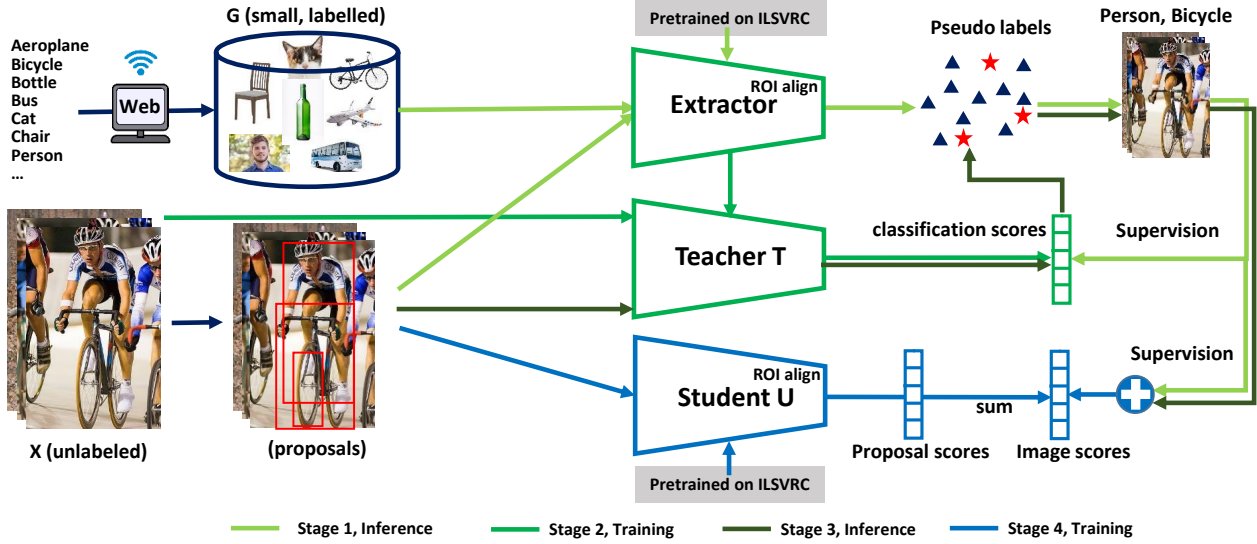 G (small, labelled)
Pretrained on ILSVRC
Person, Bicycle
Pseudo labels
Aeroplane
Bicycle
Bottle
Bus
Cat
Chair
Person
...
Web
ROI align
Extractor
Teacher T
classification scores
Supervision
Supervision
ROI align
Student U
sum
X (unlabeled)
(proposals)
Proposal scores
Image scores
Pretrained on ILSVRC
Stage 1, Inference
Stage 2, Training
Stage 3, Inference
Stage 4, Training